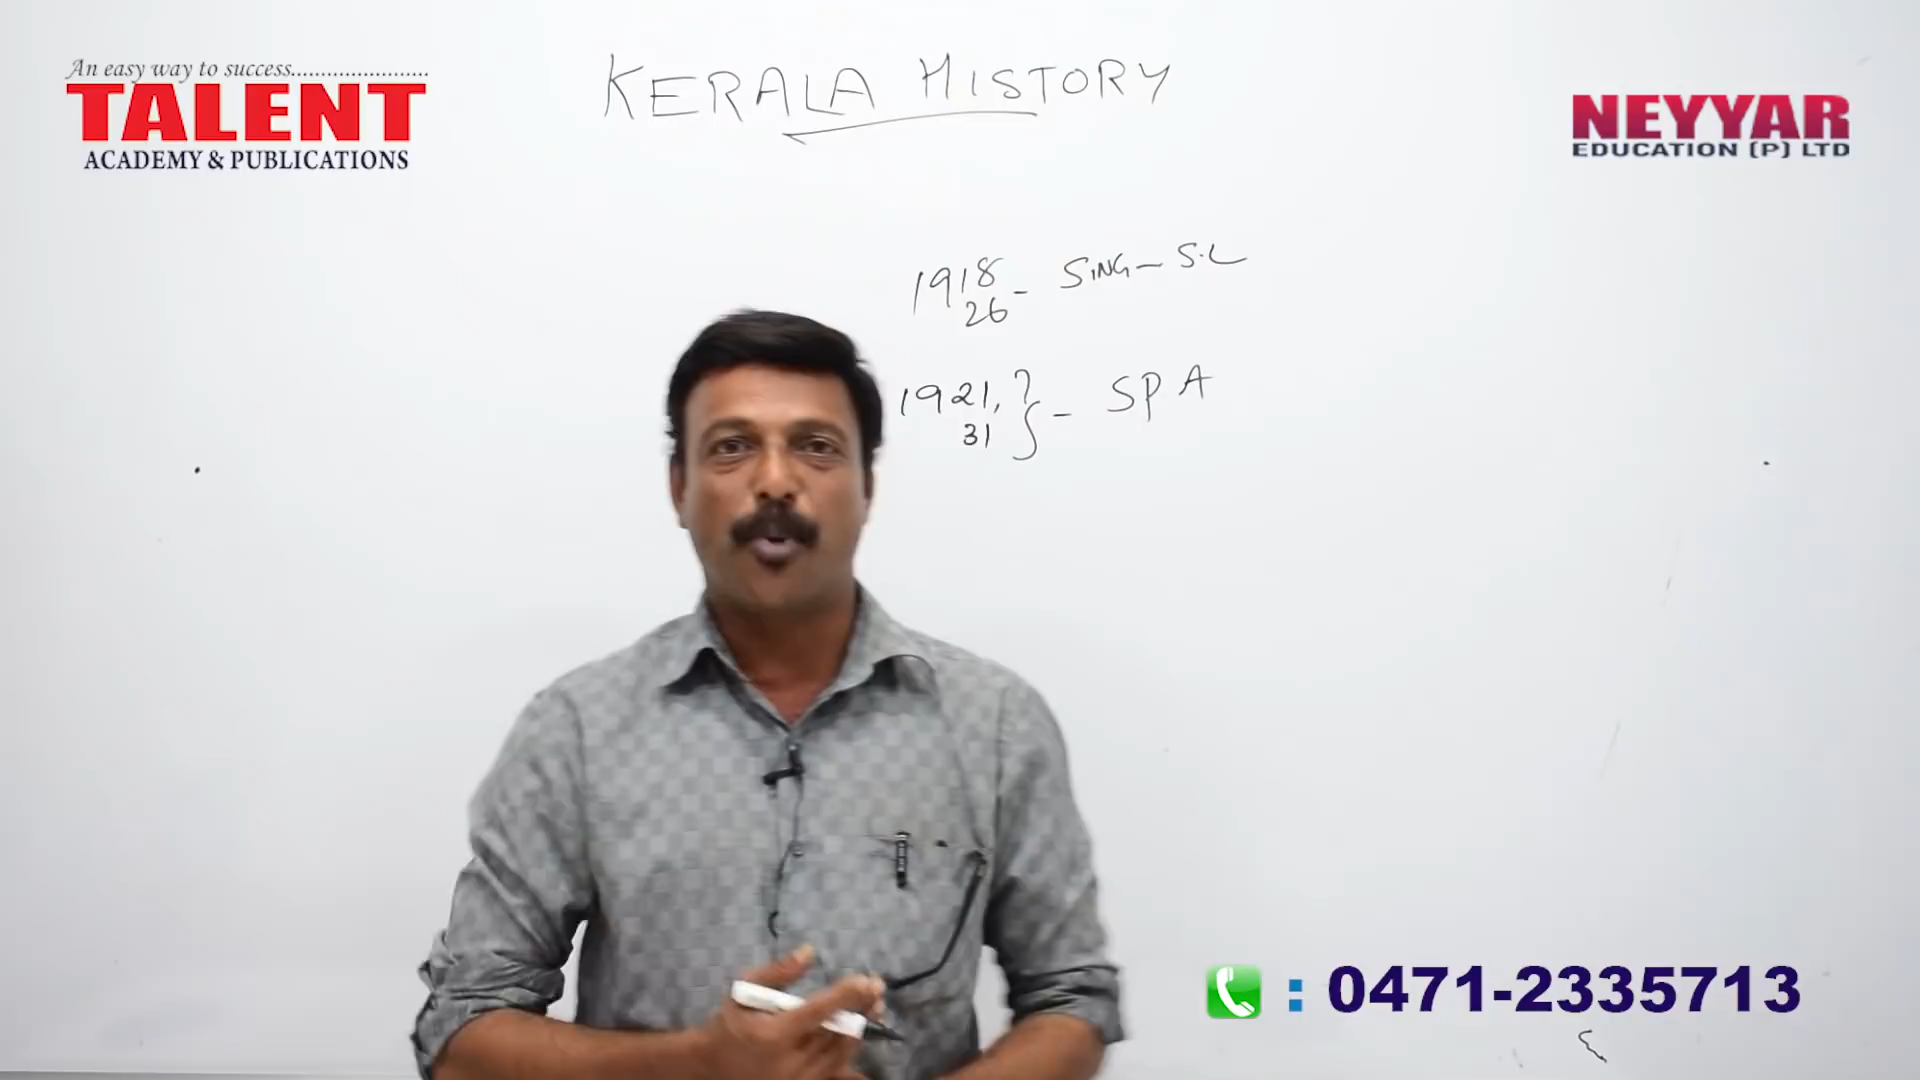 An easy way to success........................
TALENT
ACADEMY & PUBLICATIONS
KERALA HISTORY
NEYYAR
EDUCATION (P) LTD
1918 - SING - S.L
26
1921, } - SPA
31
: 0471-2335713